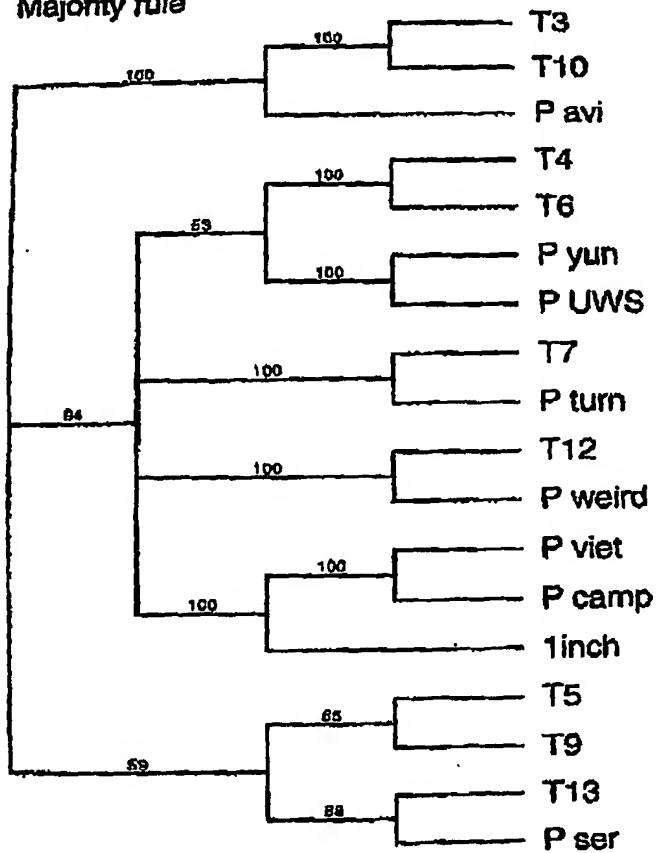 Majority rule
T3
100
T10
100
P avi
T4
100
T6
53
P yun
100
P UWS
T7
100
P turn
84
T12
100
P weird
P viet
100
P camp
100
1inch
T5
65
T9
59
T13
88
P ser